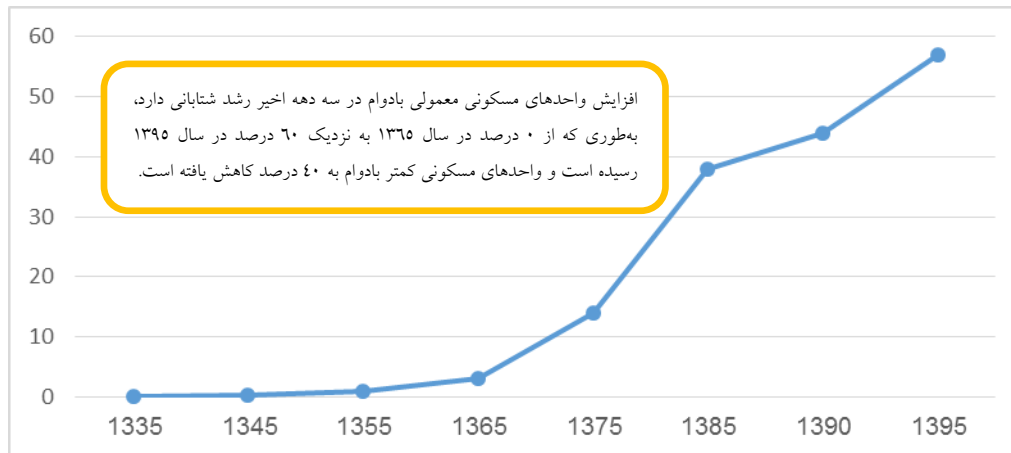 60
افزایش واحدهای مسکونی معمولی بادوام در سه دهه اخیر رشد شتابانی دارد،
50
به‌طوری که از ۰ درصد در سال ۱۳۶۵ به نزدیک ۶۰ درصد در سال ۱۳۹۵
رسیده است و واحدهای مسکونی کمتر بادوام به ۴۰ درصد کاهش یافته است.
40
30
20
10
0
1335 1345 1355 1365 1375 1385 1390 1395